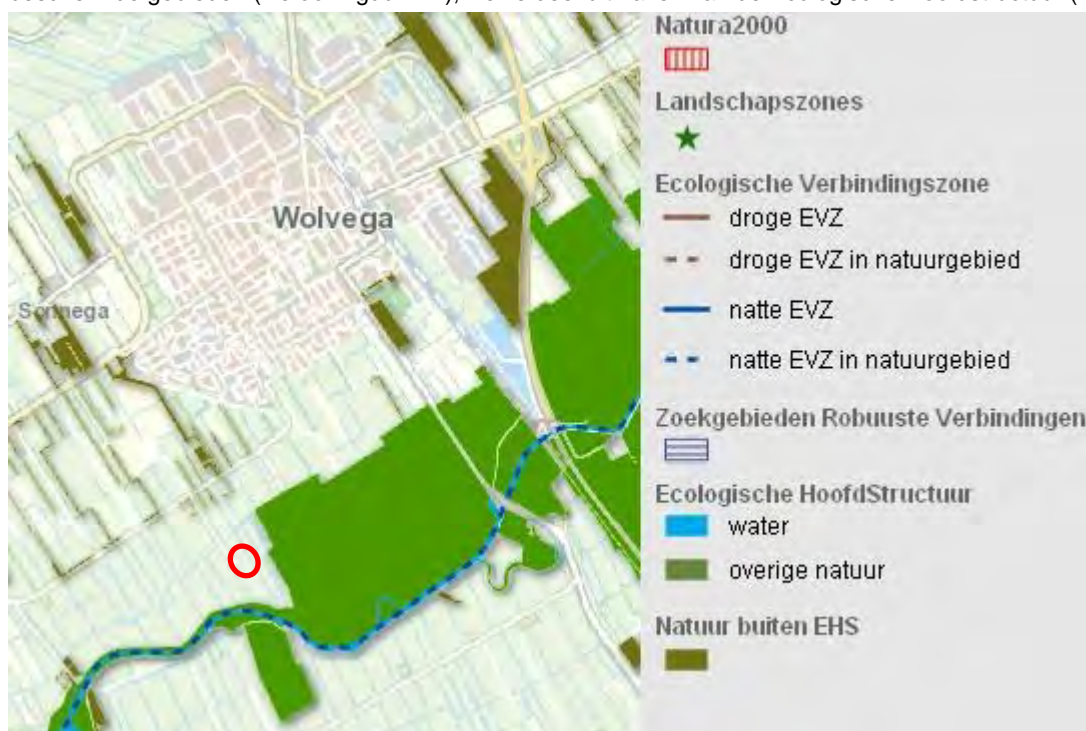 Wolvega
Sonnega
Natura2000
Landschapszones
Ecologische Verbindingszone
droge EVZ
droge EVZ in natuurgebied
natte EVZ
natte EVZ in natuurgebied
Zoekgebieden Robuuste Verbindingen
Ecologische HoofdStructuur
water
overige natuur
Natuur buiten EHS